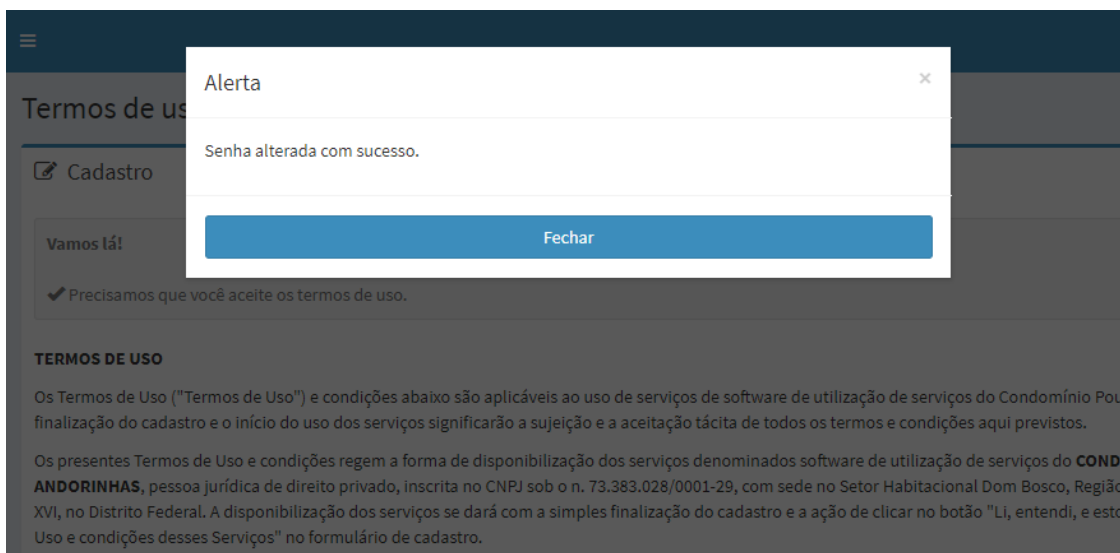 Alerta
×
Senha alterada com sucesso.
Fechar
Termos de us
Cadastro
Vamos lá!
Precisamos que você aceite os termos de uso.
TERMOS DE USO
Os Termos de Uso ("Termos de Uso") e condições abaixo são aplicáveis ao uso de serviços de software de utilização de serviços do Condomínio Pou
finalização do cadastro e o início do uso dos serviços significarão a sujeição e a aceitação tácita de todos os termos e condições aqui previstos.
Os presentes Termos de Uso e condições regem a forma de disponibilização dos serviços denominados software de utilização de serviços do COND
ANDORINHAS, pessoa jurídica de direito privado, inscrita no CNPJ sob o n. 73.383.028/0001-29, com sede no Setor Habitacional Dom Bosco, Região
XVI, no Distrito Federal. A disponibilização dos serviços se dará com a simples finalização do cadastro e a ação de clicar no botão "Li, entendi, e esto
Uso e condições desses Serviços" no formulário de cadastro.